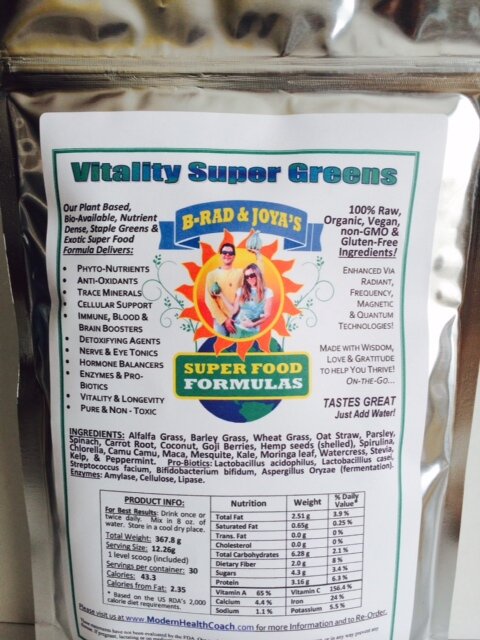 Vitality Super Greens
Our Plant Based,
Bio-Available, Nutrient
Dense, Staple Greens &
Exotic Super Food
Formula Delivers:
• PHYTO-NUTRIENTS
• ANTI-OXIDANTS
• TRACE MINERALS
• CELLULAR SUPPORT
• IMMUNE, BLOOD &
BRAIN BOOSTERS
• DETOXIFYING AGENTS
• NERVE & EYE TONICS
• HORMONE BALANCERS
• ENZYMES & PRO-
BIOTICS
• VITALITY & LONGEVITY
• PURE & NON - TOXIC
B-RAD & JOYA'S
SUPER FOOD
FORMULAS
100% Raw,
Organic, Vegan,
non-GMO &
Gluten-Free
Ingredients!
ENHANCED VIA
RADIANT,
FREQUENCY,
MAGNETIC
& QUANTUM
TECHNOLOGIES!
MADE WITH WISDOM,
LOVE & GRATITUDE
TO HELP YOU THRIVE!
ON-THE-GO...
TASTES GREAT
Just Add Water!
INGREDIENTS: Alfalfa Grass, Barley Grass, Wheat Grass, Oat Straw, Parsley,
Spinach, Carrot Root, Coconut, Goji Berries, Hemp seeds (shelled), Spirulina,
Chlorella, Camu Camu, Maca, Mesquite, Kale, Moringa leaf, Watercress, Stevia,
Kelp, & Peppermint. Pro-Biotics: Lactobacillus acidophilus, Lactobacillus case,
Streptococcus facium, Bifidobacterium bifidum, Aspergillus Oryzae (fermentation).
Enzymes: Amylase, Cellulose, Lipase.
PRODUCT INFO:
For Best Results: Drink once or
twice daily. Mix in 8 oz. of
water. Store in a cool dry place.
Total Weight: 367.8 g
Serving Size: 12.26g
1 level scoop (included)
Servings per container: 30
Calories: 43.3
Calories from Fat: 2.35
* Based on the US RDA's 2,000
calorie diet requirements.
Nutrition Weight % Daily Value*
Total Fat 2.51 g 3.9 %
Saturated Fat 0.65g 0.25 %
Trans. Fat 0.0 g 0 %
Cholesterol 0.0 g 0 %
Total Carbohydrates 6.28 g 2.1 %
Dietary Fiber 2.0 g 8 %
Sugars 4.3 g 3.4 %
Protein 3.16 g 6.3 %
Vitamin A 65 % Vitamin C 156.4 %
Calcium 4.4 % Iron 24 %
Sodium 1.1 % Potassium 5.5 %
Please visit us at www.ModernHealthCoach.com for more Information and to Re-Order.